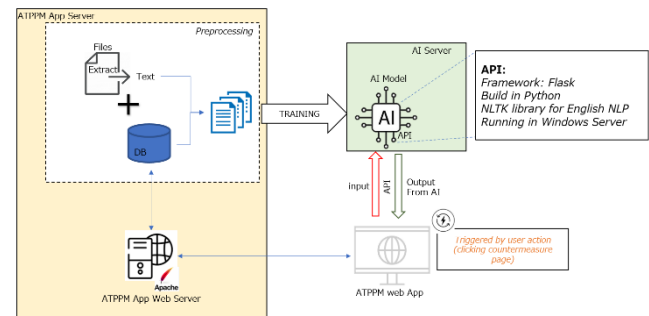 ATPPM App Server
Preprocessing
Files
Extract
Text
DB
TRAINING
AI Server
AI Model
AI
API
API:
Framework: Flask
Build in Python
NLTK library for English NLP
Running in Windows Server
input
API
Output
From AI
Triggered by user action
(clicking countermeasure
page)
Apache
ATPPM App Web Server
ATPPM web App